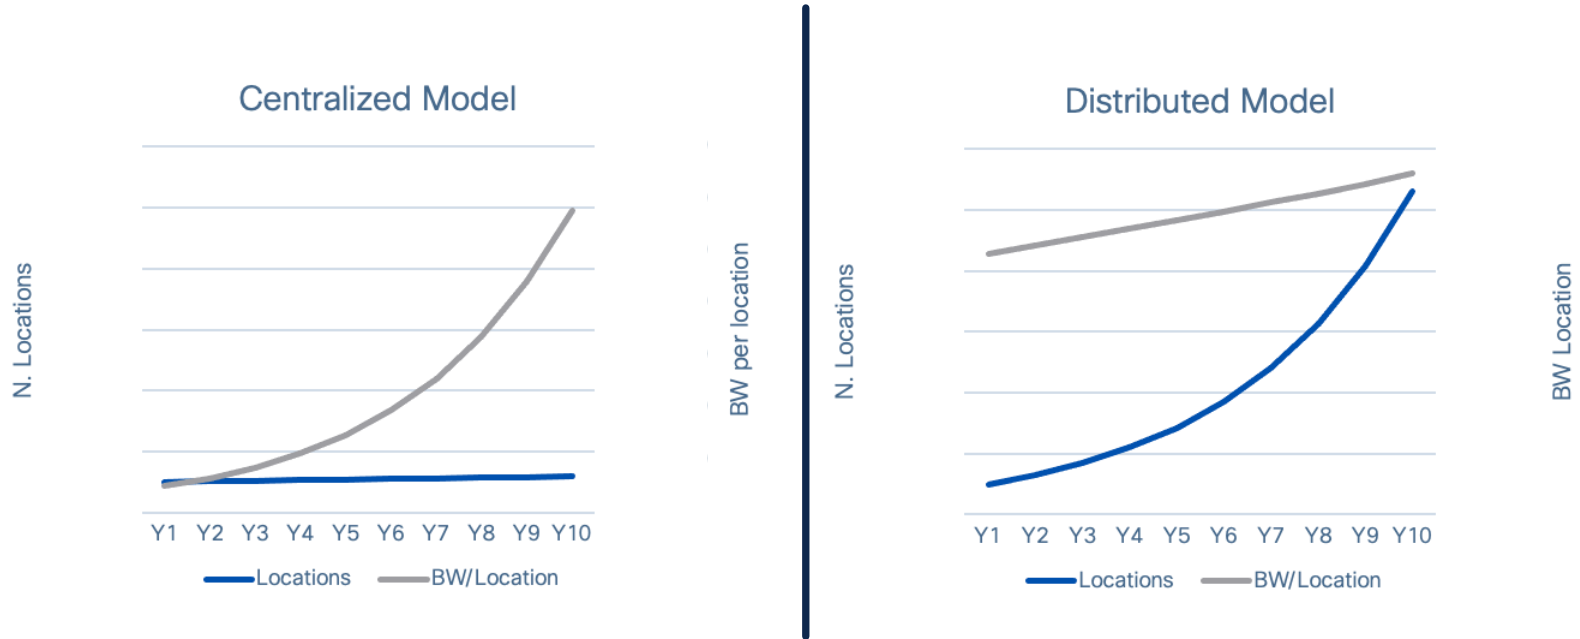 Centralized Model
N. Locations
BW per location
Y1 Y2 Y3 Y4 Y5 Y6 Y7 Y8 Y9 Y10
Locations BW/Location
Distributed Model
N. Locations
BW Location
Y1 Y2 Y3 Y4 Y5 Y6 Y7 Y8 Y9 Y10
Locations BW/Location